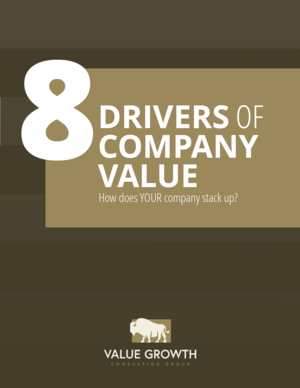 8 DRIVERS OF
COMPANY
VALUE
How does YOUR company stack up?
VALUE GROWTH
CONSULTING GROUP